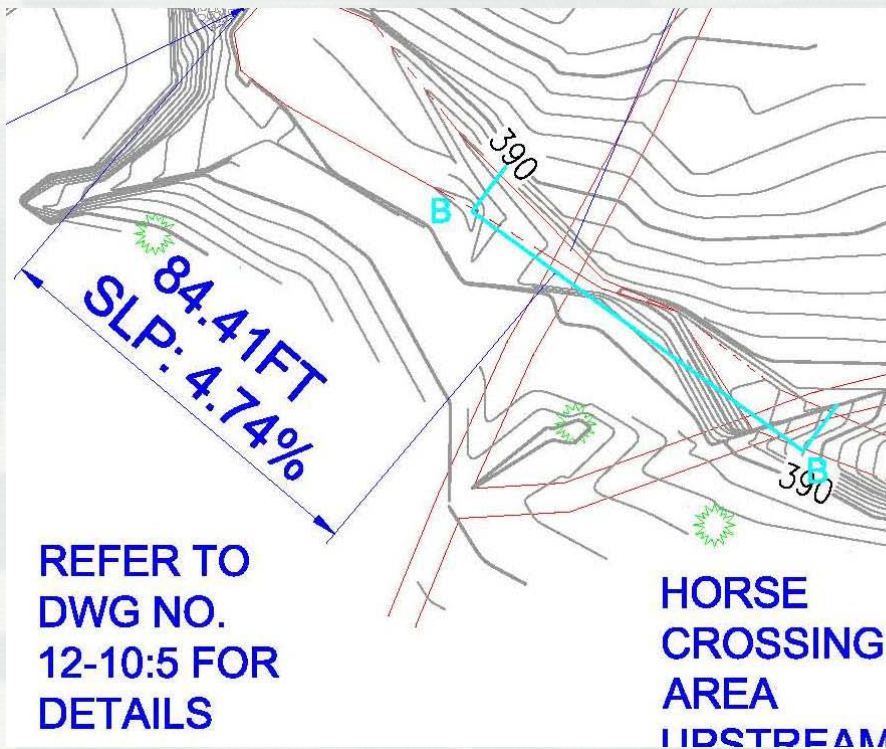 390
B
84.41FT
SLP: 4.74%
B
390
REFER TO
DWG NO.
12-10:5 FOR
DETAILS
HORSE
CROSSING
AREA
UPSTREAM